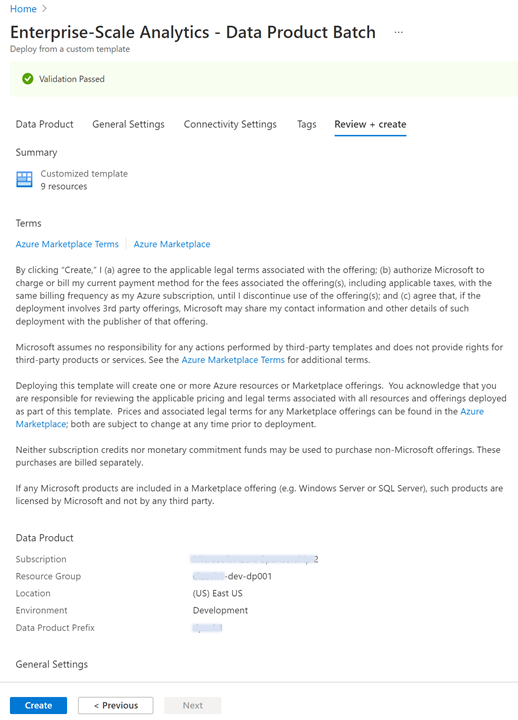 Home >
Enterprise-Scale Analytics - Data Product Batch ...
Deploy from a custom template
Validation Passed
Data Product General Settings Connectivity Settings Tags Review + create
Summary
Customized template
9 resources
Terms
Azure Marketplace Terms | Azure Marketplace
By clicking "Create," I (a) agree to the applicable legal terms associated with the offering; (b) authorize Microsoft to
charge or bill my current payment method for the fees associated the offering(s), including applicable taxes, with the
same billing frequency as my Azure subscription, until I discontinue use of the offering(s); and (c) agree that, if the
deployment involves 3rd party offerings, Microsoft may share my contact information and other details of such
deployment with the publisher of that offering.
Microsoft assumes no responsibility for any actions performed by third-party templates and does not provide rights for
third-party products or services. See the Azure Marketplace Terms for additional terms.
Deploying this template will create one or more Azure resources or Marketplace offerings. You acknowledge that you
are responsible for reviewing the applicable pricing and legal terms associated with all resources and offerings deployed
as part of this template. Prices and associated legal terms for any Marketplace offerings can be found in the Azure
Marketplace; both are subject to change at any time prior to deployment.
Neither subscription credits nor monetary commitment funds may be used to purchase non-Microsoft offerings. These
purchases are billed separately.
If any Microsoft products are included in a Marketplace offering (e.g. Windows Server or SQL Server), such products are
licensed by Microsoft and not by any third party.
Data Product
Subscription 2
Resource Group -dev-dp001
Location (US) East US
Environment Development
Data Product Prefix
General Settings
Create < Previous Next